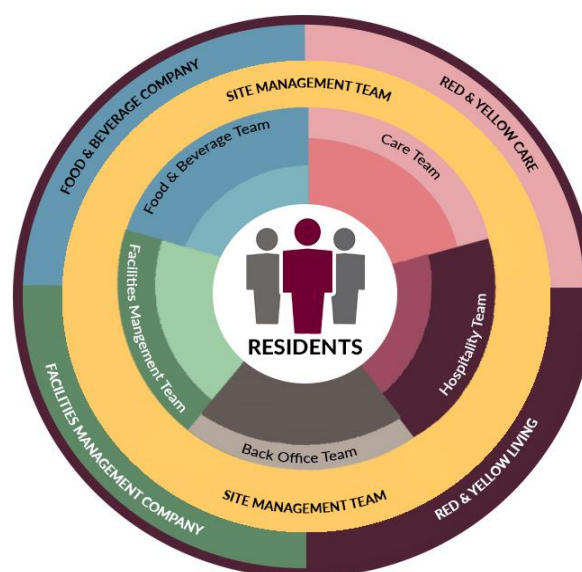 FOOD & BEVERAGE COMPANY
RED & YELLOW CARE
SITE MANAGEMENT TEAM
Food & Beverage Team
Care Team
Facilities Mangement Team
RESIDENTS
Hospitality Team
Back Office Team
SITE MANAGEMENT TEAM
FACILITIES MANAGEMENT COMPANY
RED & YELLOW LIVING